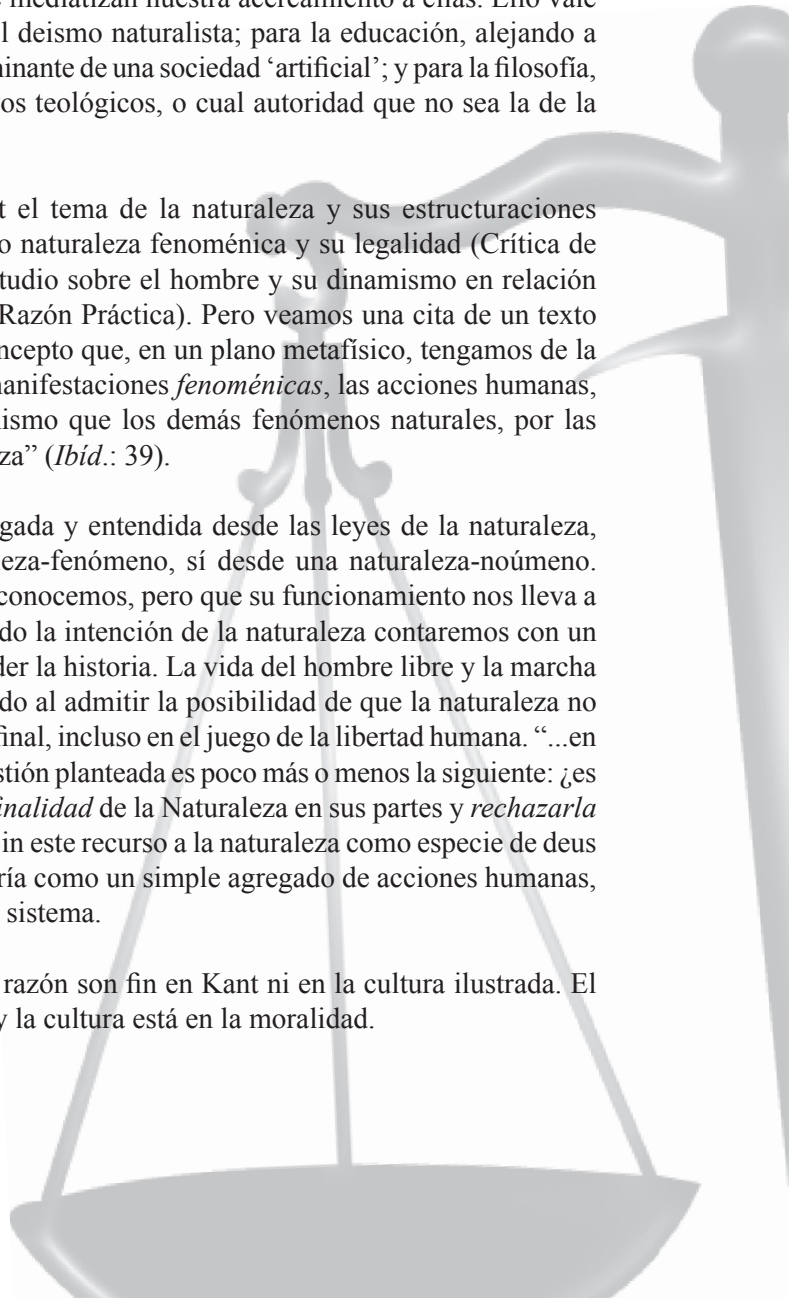 mediatizan nuestra acercamiento a ellas. Ello vale
l deismo naturalista; para la educación, alejando a
ninante de una sociedad ‘artificial’; y para la filosofía,
os teológicos, o cual autoridad que no sea la de la
t el tema de la naturaleza y sus estructuraciones
o naturaleza fenoménica y su legalidad (Crítica de
tudio sobre el hombre y su dinamismo en relación
Razón Práctica). Pero veamos una cita de un texto
ncepto que, en un plano metafísico, tengamos de la
nanifestaciones fenoménicas, las acciones humanas,
ismo que los demás fenómenos naturales, por las
za” (Ibíd.: 39).
gada y entendida desde las leyes de la naturaleza,
leza-fenómeno, sí desde una naturaleza-noúmeno.
conocemos, pero que su funcionamiento nos lleva a
do la intención de la naturaleza contaremos con un
der la historia. La vida del hombre libre y la marcha
do al admitir la posibilidad de que la naturaleza no
final, incluso en el juego de la libertad humana. “...en
stión planteada es poco más o menos la siguiente: ¿es
inalidad de la Naturaleza en sus partes y rechazarla
in este recurso a la naturaleza como especie de deus
ría como un simple agregado de acciones humanas,
sistema.
razón son fin en Kant ni en la cultura ilustrada. El
y la cultura está en la moralidad.